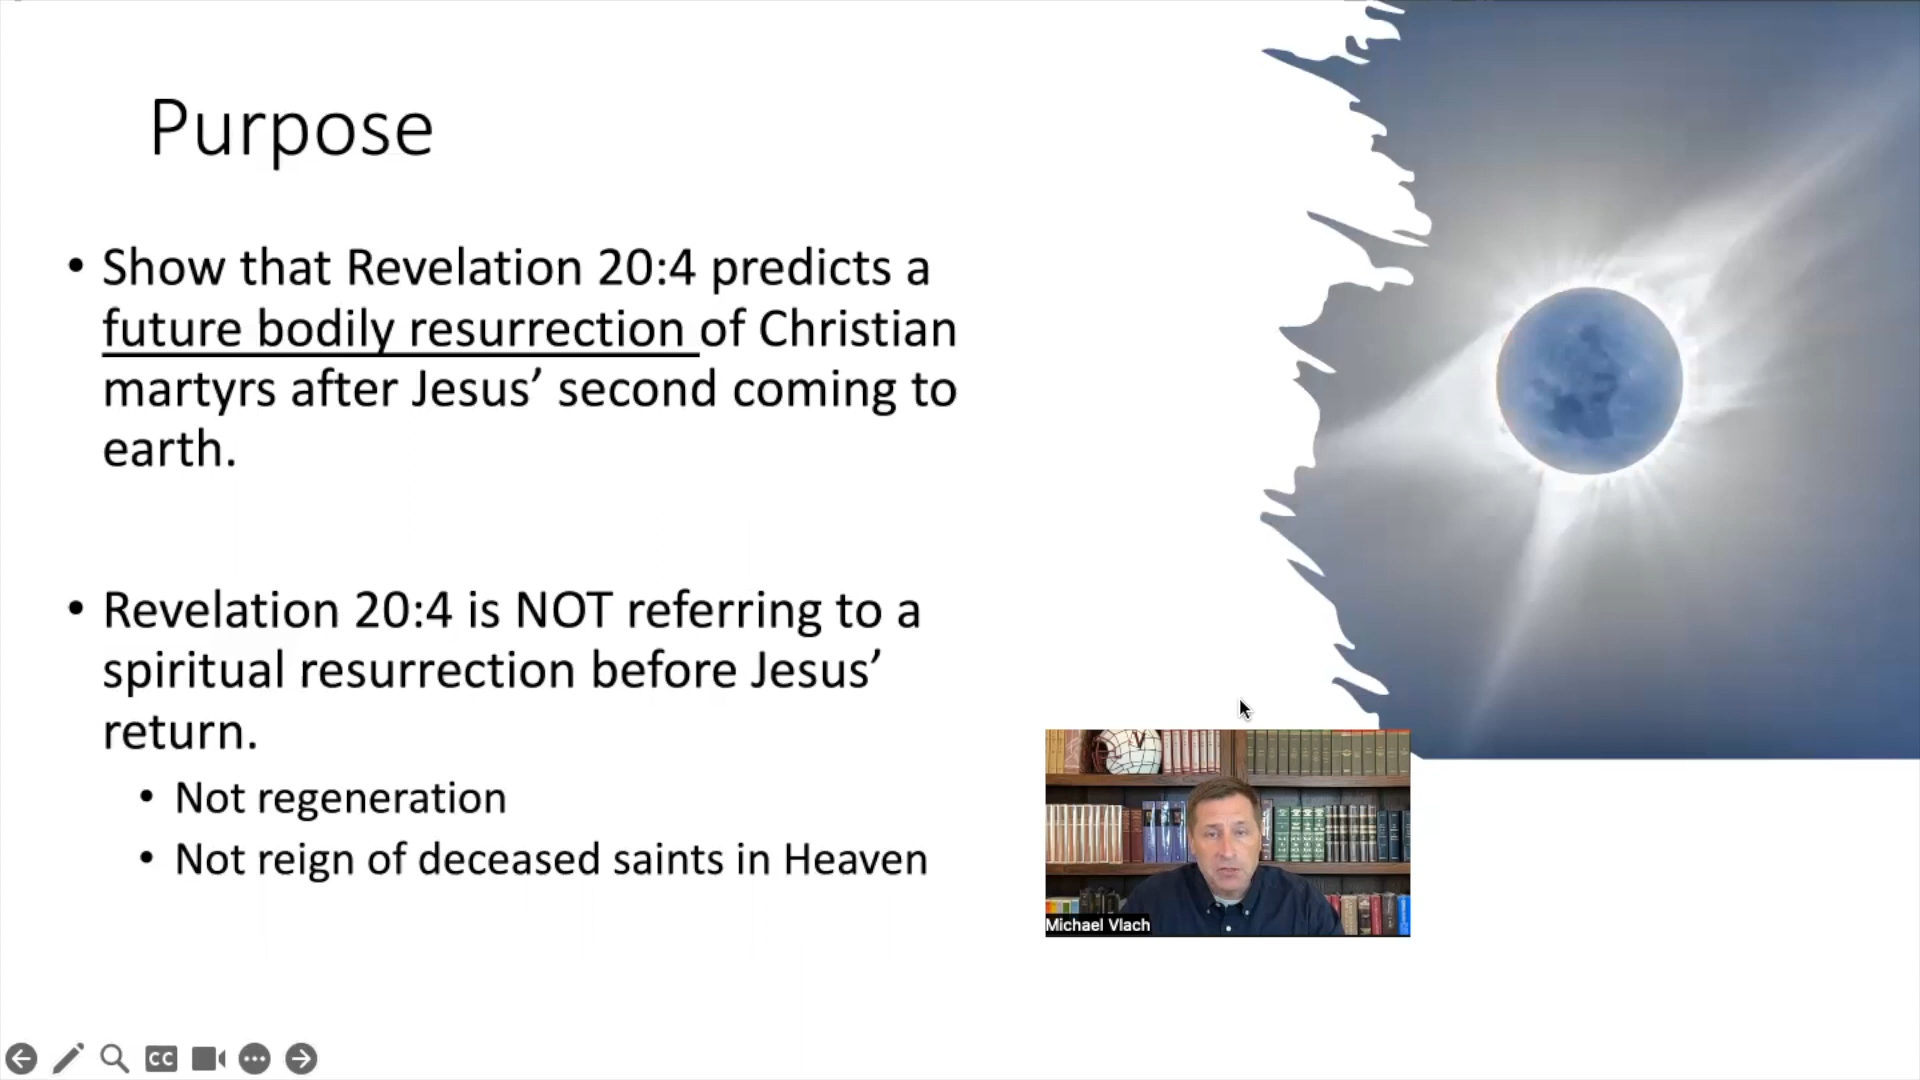 Purpose
• Show that Revelation 20:4 predicts a
future bodily resurrection of Christian
martyrs after Jesus’ second coming to
earth.
• Revelation 20:4 is NOT referring to a
spiritual resurrection before Jesus’
return.
• Not regeneration
• Not reign of deceased saints in Heaven
V
Michael Vlach
CC